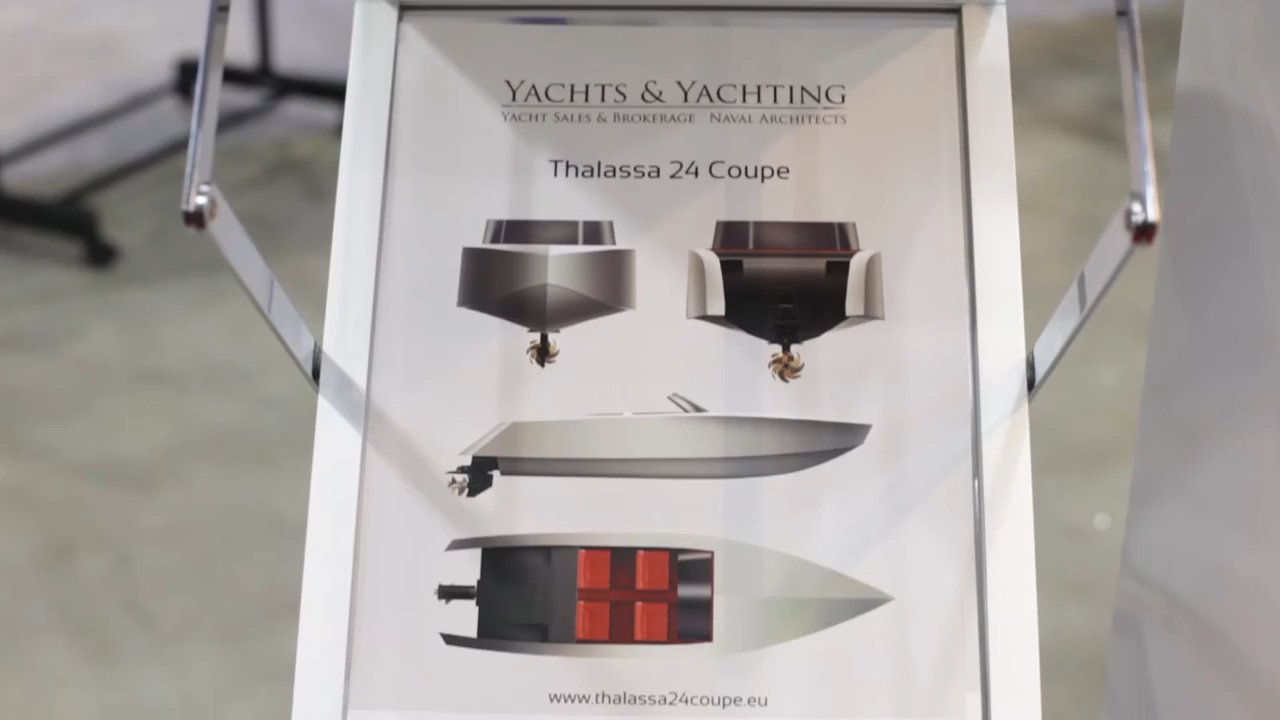 YACHTS & YACHTING
YACHT SALES & BROKERAGE NAVAL ARCHITECTS
Thalassa 24 Coupe
www.thalassa24coupe.eu